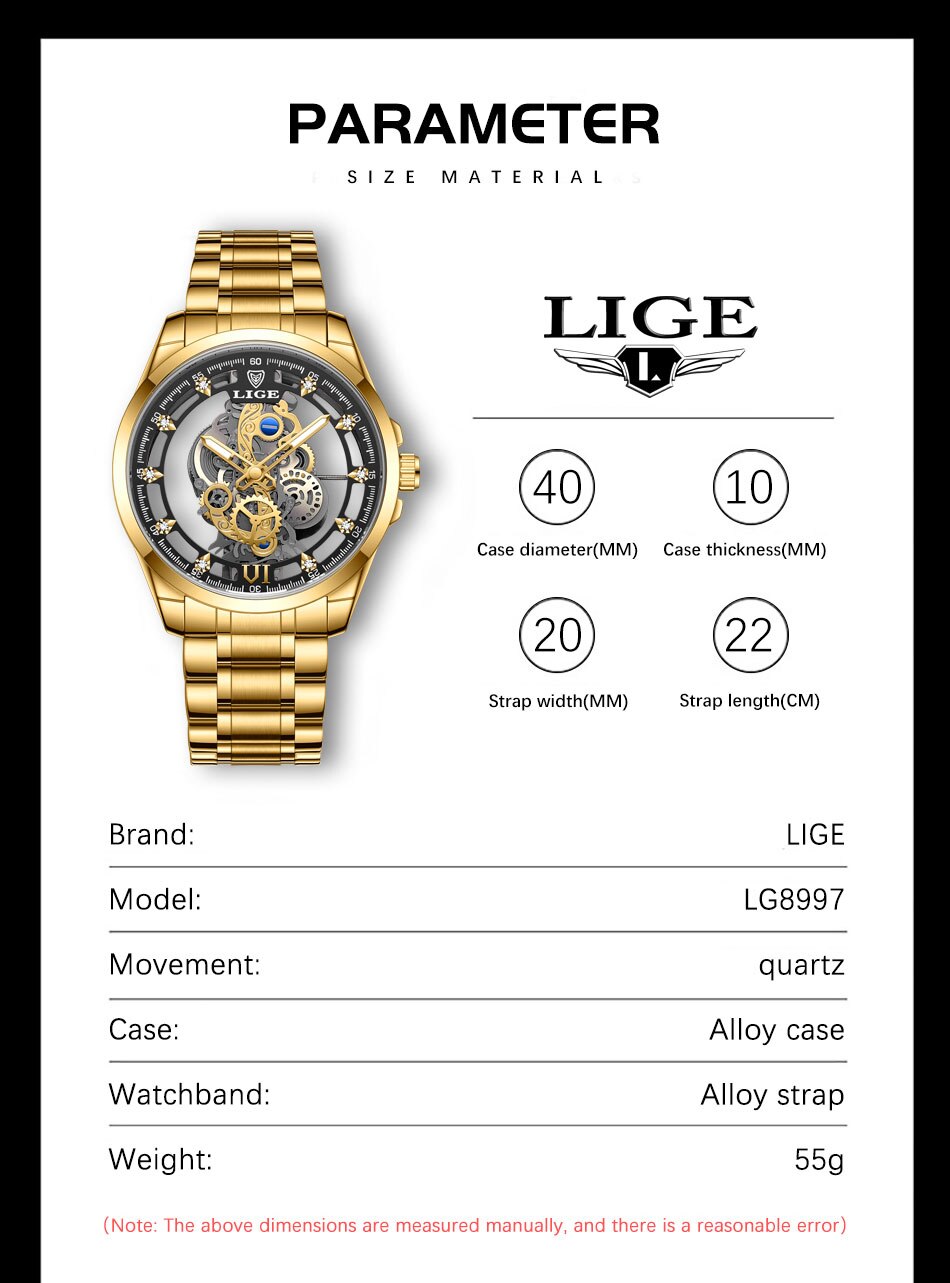 PARAMETER
SIZE MATERIAL
LIGE
L
60
55
05
LIGE
50
10
15
40
20
35
25
30
VI
40
10
Case diameter(MM)
Case thickness(MM)
20
22
Strap width(MM)
Strap length(CM)
Brand: LIGE
Model: LG8997
Movement: quartz
Case: Alloy case
Watchband: Alloy strap
Weight: 55g
(Note: The above dimensions are measured manually, and there is a reasonable error)